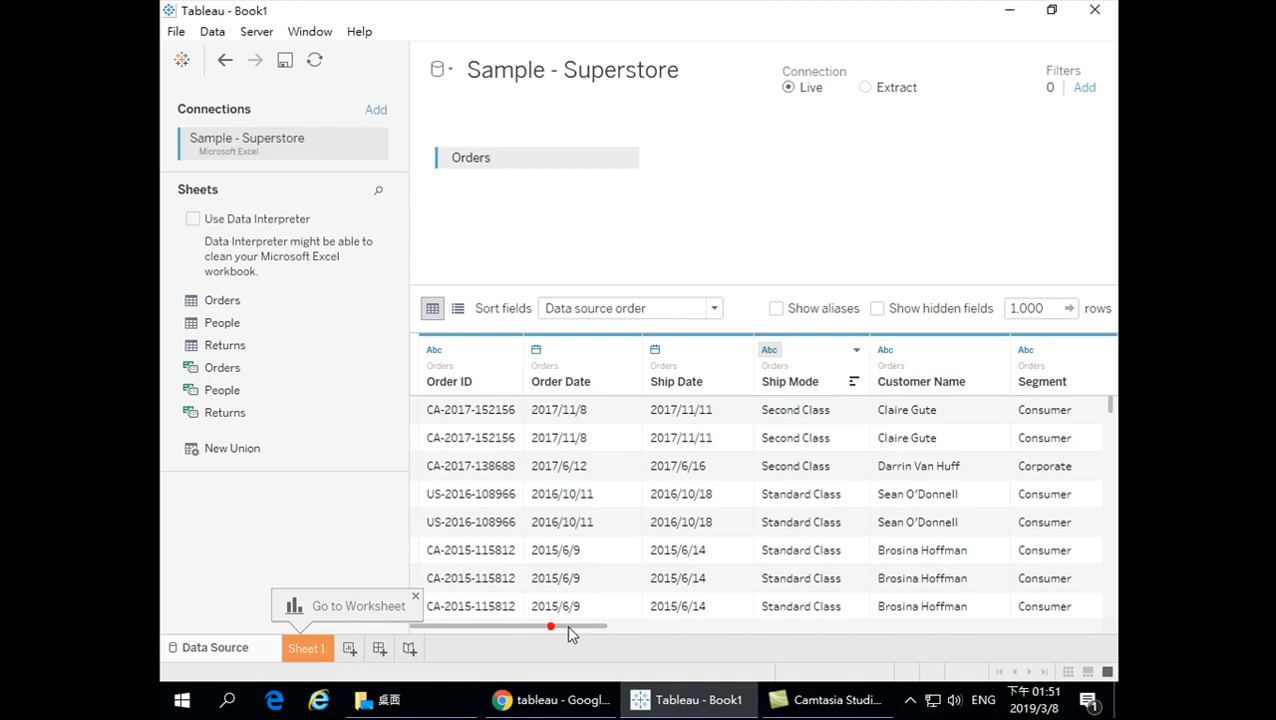 Tableau - Book1
File Data Server Window Help
Connections Add
Sample - Superstore
Microsoft Excel
Sheets
Use Data Interpreter
Data Interpreter might be able to
clean your Microsoft Excel
workbook.
Orders
People
Returns
Orders
People
Returns
New Union
Sample - Superstore
Connection
Live Extract
Filters
0 Add
Orders
Sort fields Data source order Show aliases Show hidden fields 1,000 rows
Abc Abc Abc Abc
Orders Orders Orders Orders Orders Orders
Order ID Order Date Ship Date Ship Mode Customer Name Segment
CA-2017-152156 2017/11/8 2017/11/11 Second Class Claire Gute Consumer
CA-2017-152156 2017/11/8 2017/11/11 Second Class Claire Gute Consumer
CA-2017-138688 2017/6/12 2017/6/16 Second Class Darrin Van Huff Corporate
US-2016-108966 2016/10/11 2016/10/18 Standard Class Sean O'Donnell Consumer
US-2016-108966 2016/10/11 2016/10/18 Standard Class Sean O'Donnell Consumer
CA-2015-115812 2015/6/9 2015/6/14 Standard Class Brosina Hoffman Consumer
CA-2015-115812 2015/6/9 2015/6/14 Standard Class Brosina Hoffman Consumer
CA-2015-115812 2015/6/9 2015/6/14 Standard Class Brosina Hoffman Consumer
Go to Worksheet
Data Source Sheet 1
桌面 tableau - Googl... Tableau - Book1 Camtasia Studi... ENG 下午 01:51
2019/3/8
1